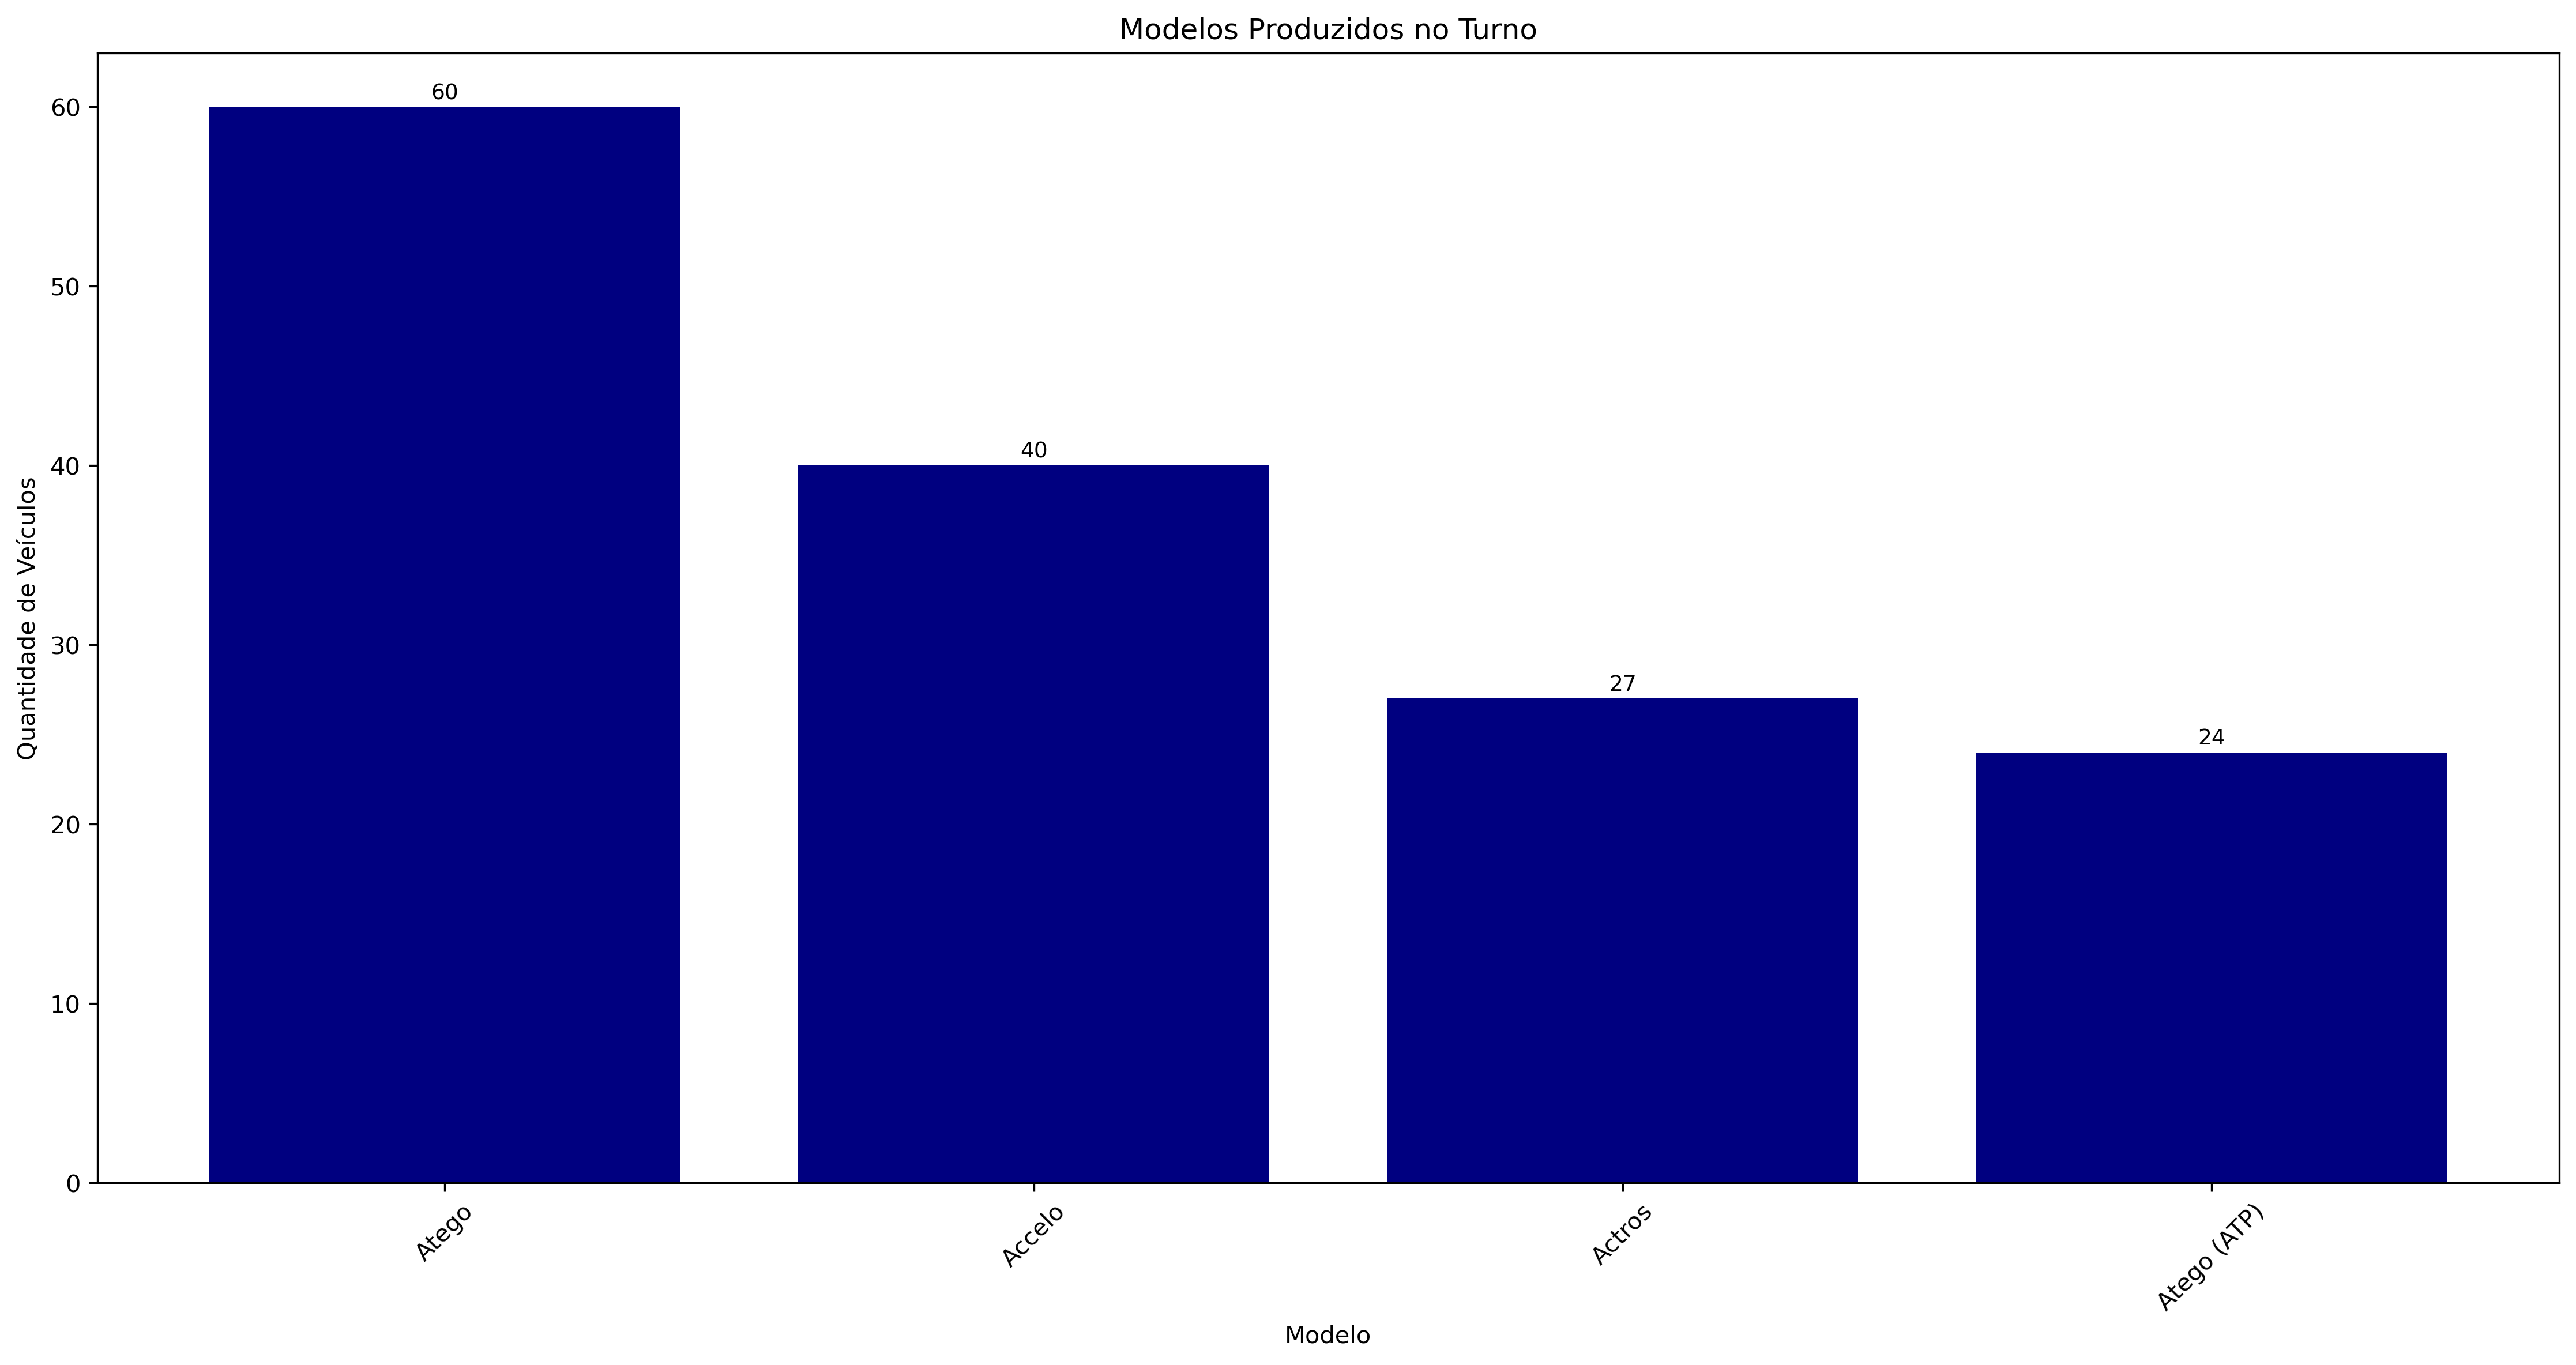 Modelos Produzidos no Turno
Quantidade de Veículos
60
50
40
30
20
10
0
60
40
27
24
Atego
Accelo
Actros
Atego (ATP)
Modelo